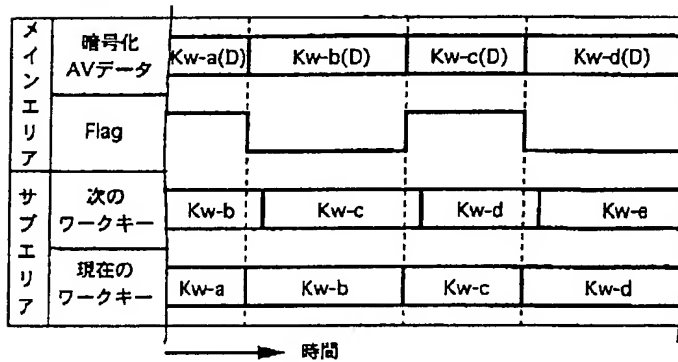 メインエリア
暗号化
AVデータ
Kw-a(D) Kw-b(D) Kw-c(D) Kw-d(D)
Flag
サブエリア
次の
ワークキー
Kw-b Kw-c Kw-d Kw-e
現在の
ワークキー
Kw-a Kw-b Kw-c Kw-d
時間